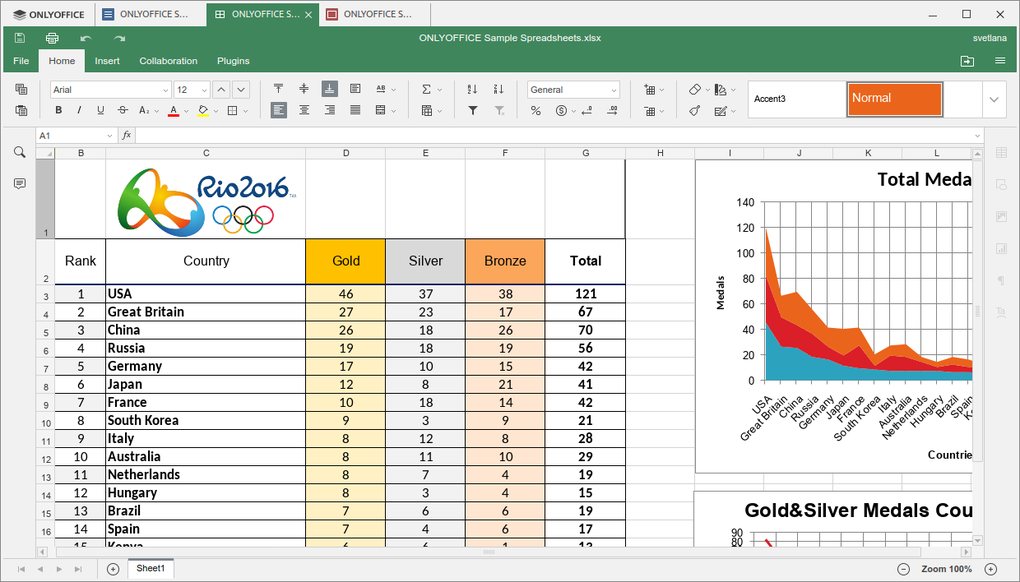 ONLYOFFICE ONLYOFFICE S... ONLYOFFICE S... ONLYOFFICE S...
ONLYOFFICE Sample Spreadsheets.xlsx svetlana
File Home Insert Collaboration Plugins
Arial 12 General Accent3 Normal
A1 fx
B C D E F G H I J K L
1 Rio2016
2 Rank Country Gold Silver Bronze Total
3 1 USA 46 37 38 121
4 2 Great Britain 27 23 17 67
5 3 China 26 18 26 70
6 4 Russia 19 18 19 56
7 5 Germany 17 10 15 42
8 6 Japan 12 8 21 41
9 7 France 10 18 14 42
10 8 South Korea 9 3 9 21
11 9 Italy 8 12 8 28
12 10 Australia 8 11 10 29
13 11 Netherlands 8 7 4 19
14 12 Hungary 8 3 4 15
15 13 Brazil 7 6 6 19
16 14 Spain 7 4 6 17
Total Meda
140
120
100
80
60
40
20
0
Medals
USA
Great Britain
China
Russia
Germany
Japan
France
South Korea
Italy
Australia
Netherlands
Hungary
Brazil
Spain
Countrie
Gold&Silver Medals Cou
90
80
Sheet1 Zoom 100%